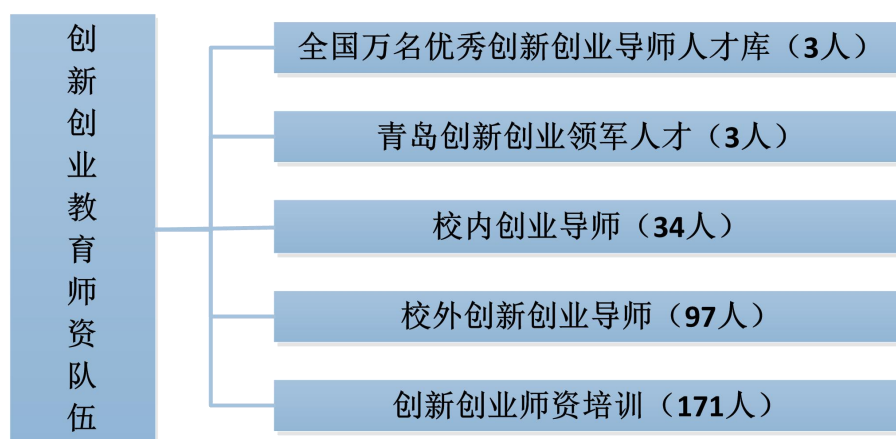 创新创业教育师资队伍
全国万名优秀创新创业导师人才库（3人）
青岛创新创业领军人才（3人）
校内创业导师（34人）
校外创新创业导师（97人）
创新创业师资培训（171人）